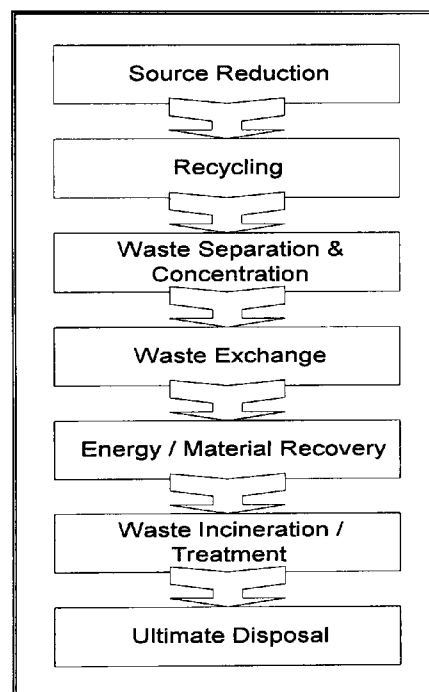 Source Reduction
Recycling
Waste Separation &
Concentration
Waste Exchange
Energy / Material Recovery
Waste Incineration /
Treatment
Ultimate Disposal